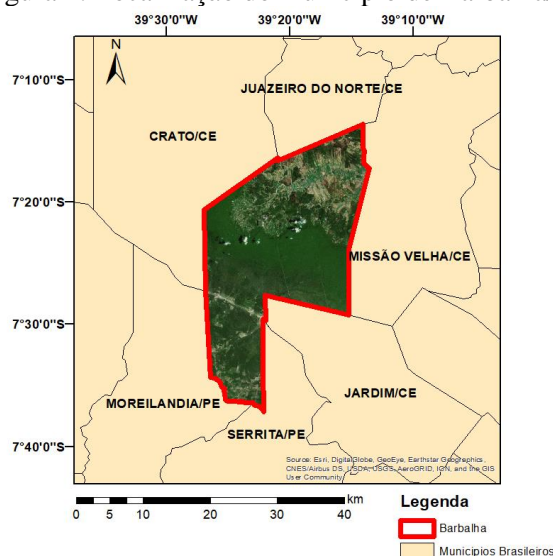 39°30'0"W 39°20'0"W 39°10'0"W
N
7°10'0"S
JUAZEIRO DO NORTE/CE
CRATO/CE
7°20'0"S
MISSÃO VELHA/CE
7°30'0"S
JARDIM/CE
MOREILANDIA/PE
SERRITA/PE
7°40'0"S
Source: Esri, DigitalGlobe, GeoEye, Earthstar Geographics,
CNES/Airbus DS, USDA, USGS, AeroGRID, IGN, and the GIS
User Community
km
0 5 10 20 30 40
Legenda
Barbalha
Municípios Brasileiros